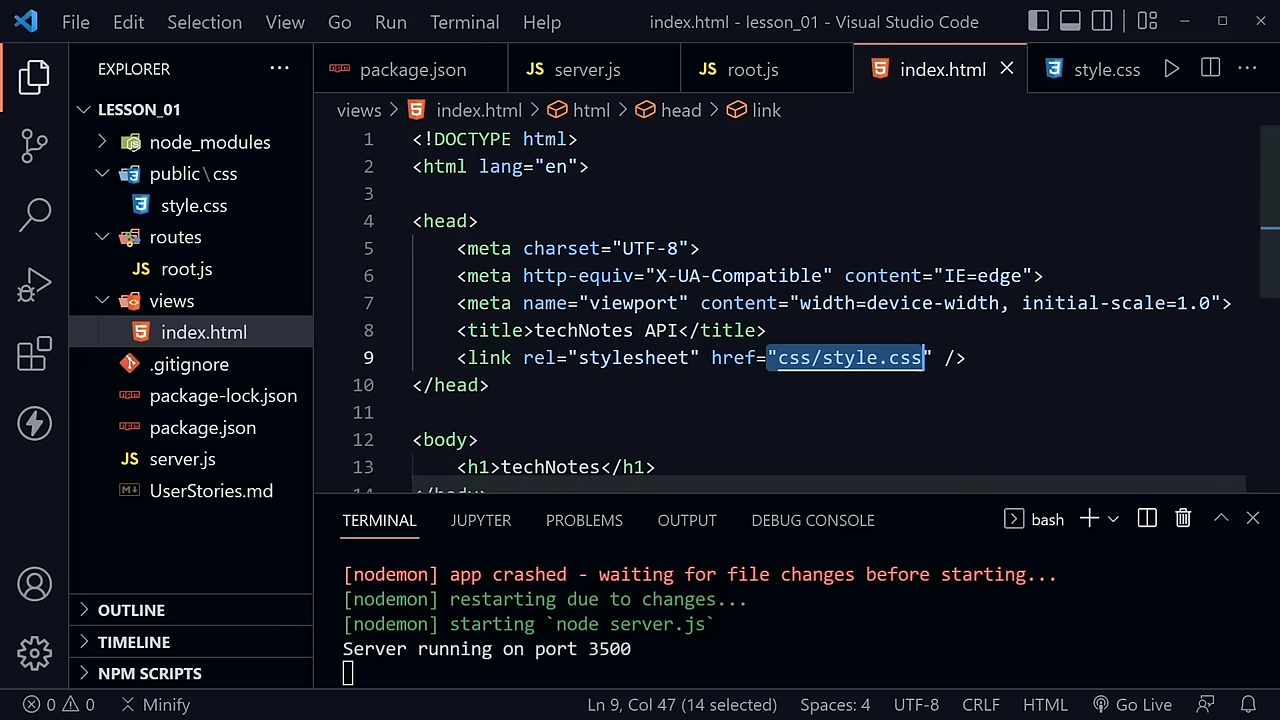 File Edit Selection View Go Run Terminal Help index.html - lesson_01 - Visual Studio Code
EXPLORER
LESSON_01
node_modules
public\css
style.css
routes
root.js
views
index.html
.gitignore
package-lock.json
package.json
server.js
UserStories.md
OUTLINE
TIMELINE
NPM SCRIPTS
package.json JS server.js JS root.js index.html style.css
views > index.html > html > head > link
1 <!DOCTYPE html>
2 <html lang="en">
3
4 <head>
5 <meta charset="UTF-8">
6 <meta http-equiv="X-UA-Compatible" content="IE=edge">
7 <meta name="viewport" content="width=device-width, initial-scale=1.0">
8 <title>techNotes API</title>
9 <link rel="stylesheet" href="css/style.css" />
10 </head>
11
12 <body>
13 <h1>techNotes</h1>
14 </body>
TERMINAL JUPYTER PROBLEMS OUTPUT DEBUG CONSOLE bash
[nodemon] app crashed - waiting for file changes before starting...
[nodemon] restarting due to changes...
[nodemon] starting `node server.js`
Server running on port 3500
0 0 Minify Ln 9, Col 47 (14 selected) Spaces: 4 UTF-8 CRLF HTML Go Live